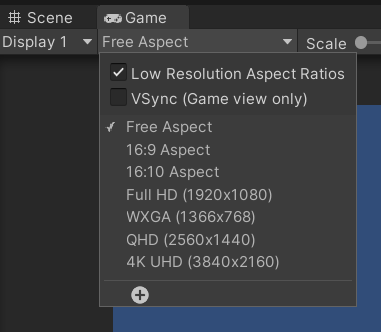 Scene Game
Display 1 Free Aspect Scale
Low Resolution Aspect Ratios
VSync (Game view only)
Free Aspect
16:9 Aspect
16:10 Aspect
Full HD (1920x1080)
WXGA (1366x768)
QHD (2560x1440)
4K UHD (3840x2160)